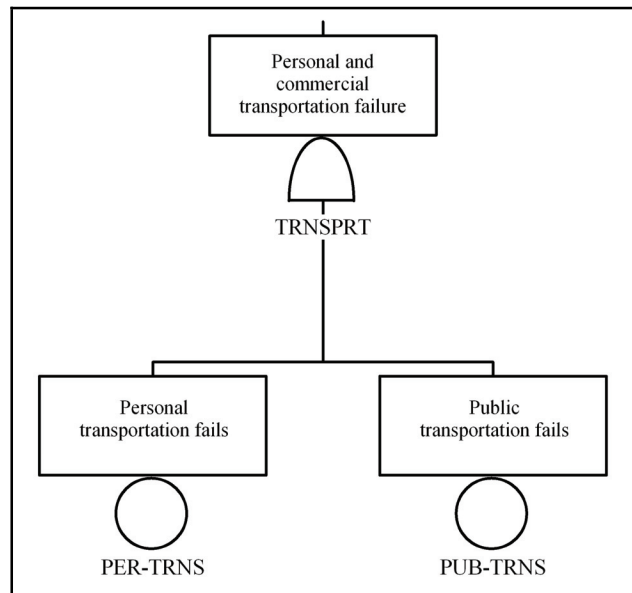 Personal and
commercial
transportation failure
TRNSPRT
Personal
transportation fails
Public
transportation fails
PER-TRNS
PUB-TRNS